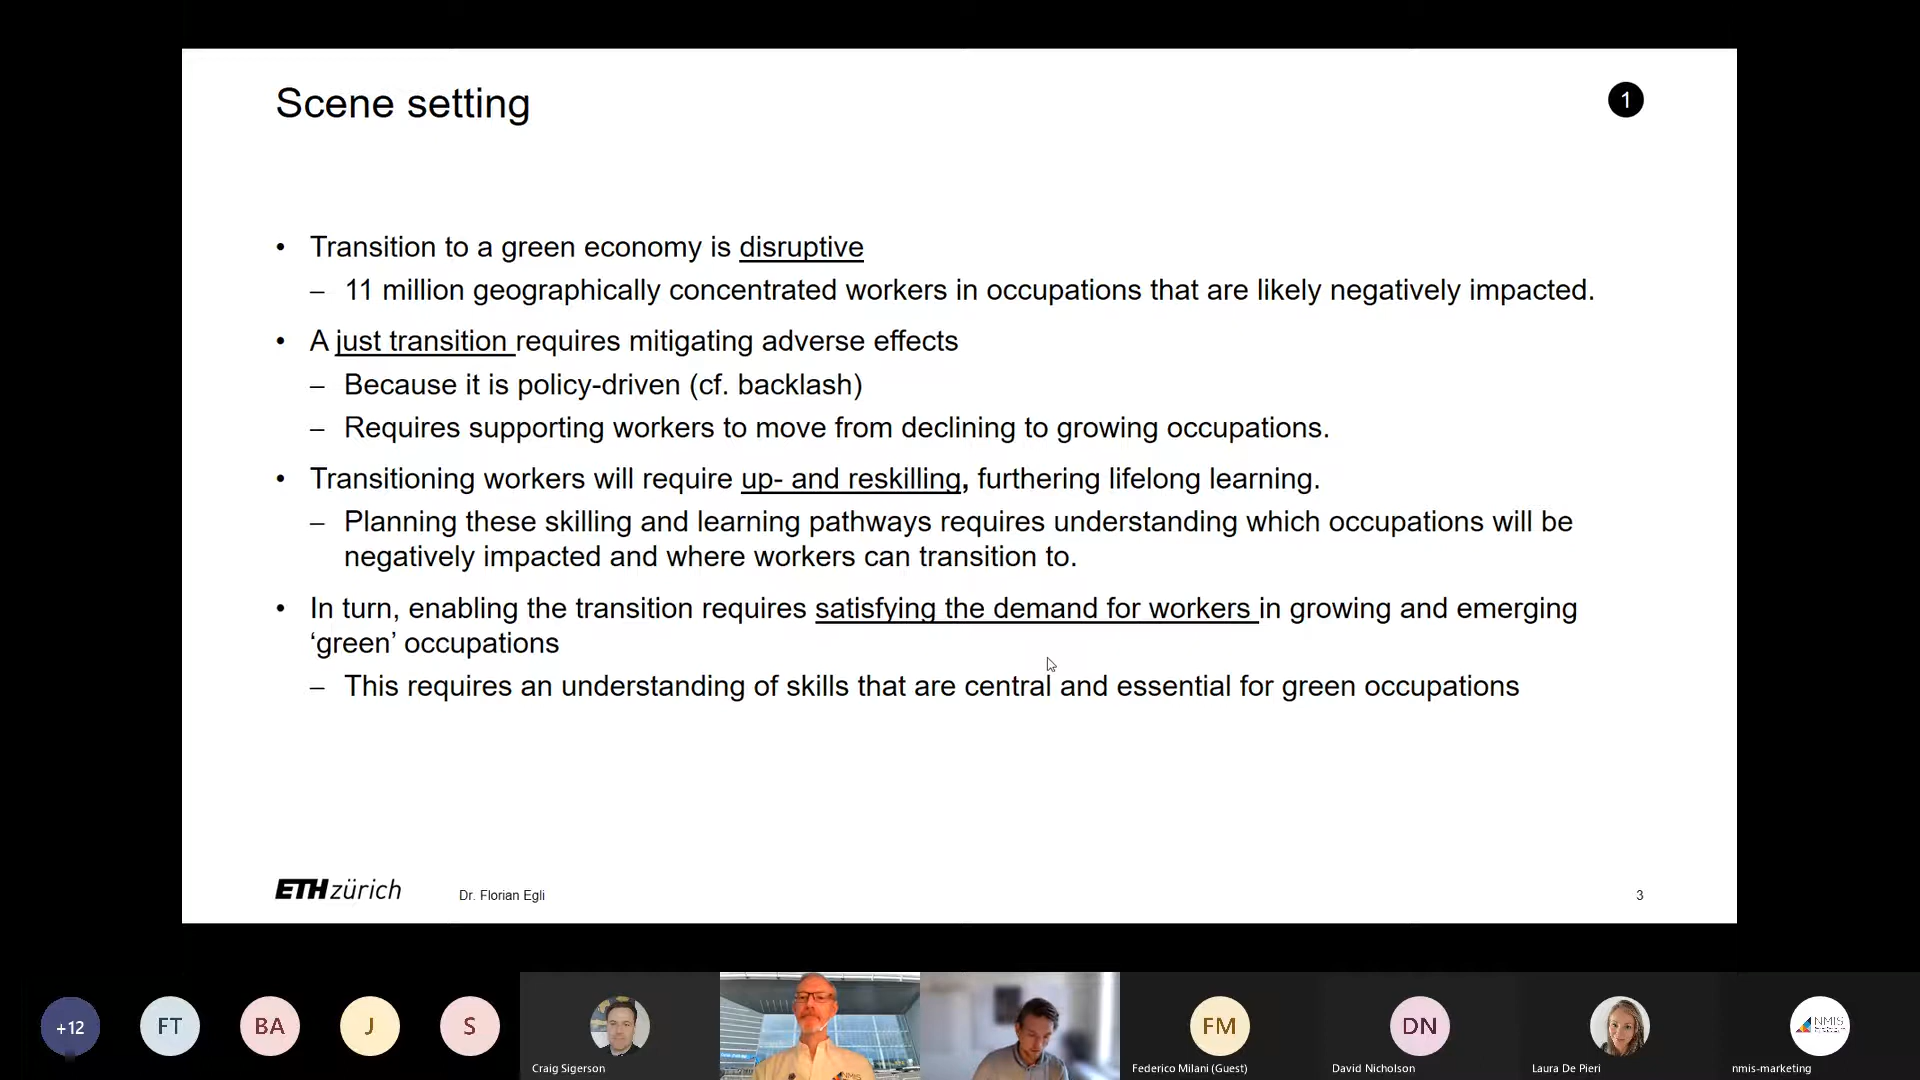 Scene setting
1
• Transition to a green economy is disruptive
– 11 million geographically concentrated workers in occupations that are likely negatively impacted.
• A just transition requires mitigating adverse effects
– Because it is policy-driven (cf. backlash)
– Requires supporting workers to move from declining to growing occupations.
• Transitioning workers will require up- and reskilling, furthering lifelong learning.
– Planning these skilling and learning pathways requires understanding which occupations will be
negatively impacted and where workers can transition to.
• In turn, enabling the transition requires satisfying the demand for workers in growing and emerging
‘green’ occupations
– This requires an understanding of skills that are central and essential for green occupations
ETH zürich
Dr. Florian Egli
3
+12
FT
BA
J
S
Craig Sigerson
NMIS
FM
Federico Milani (Guest)
DN
David Nicholson
Laura De Pieri
NMIS
nmis-marketing